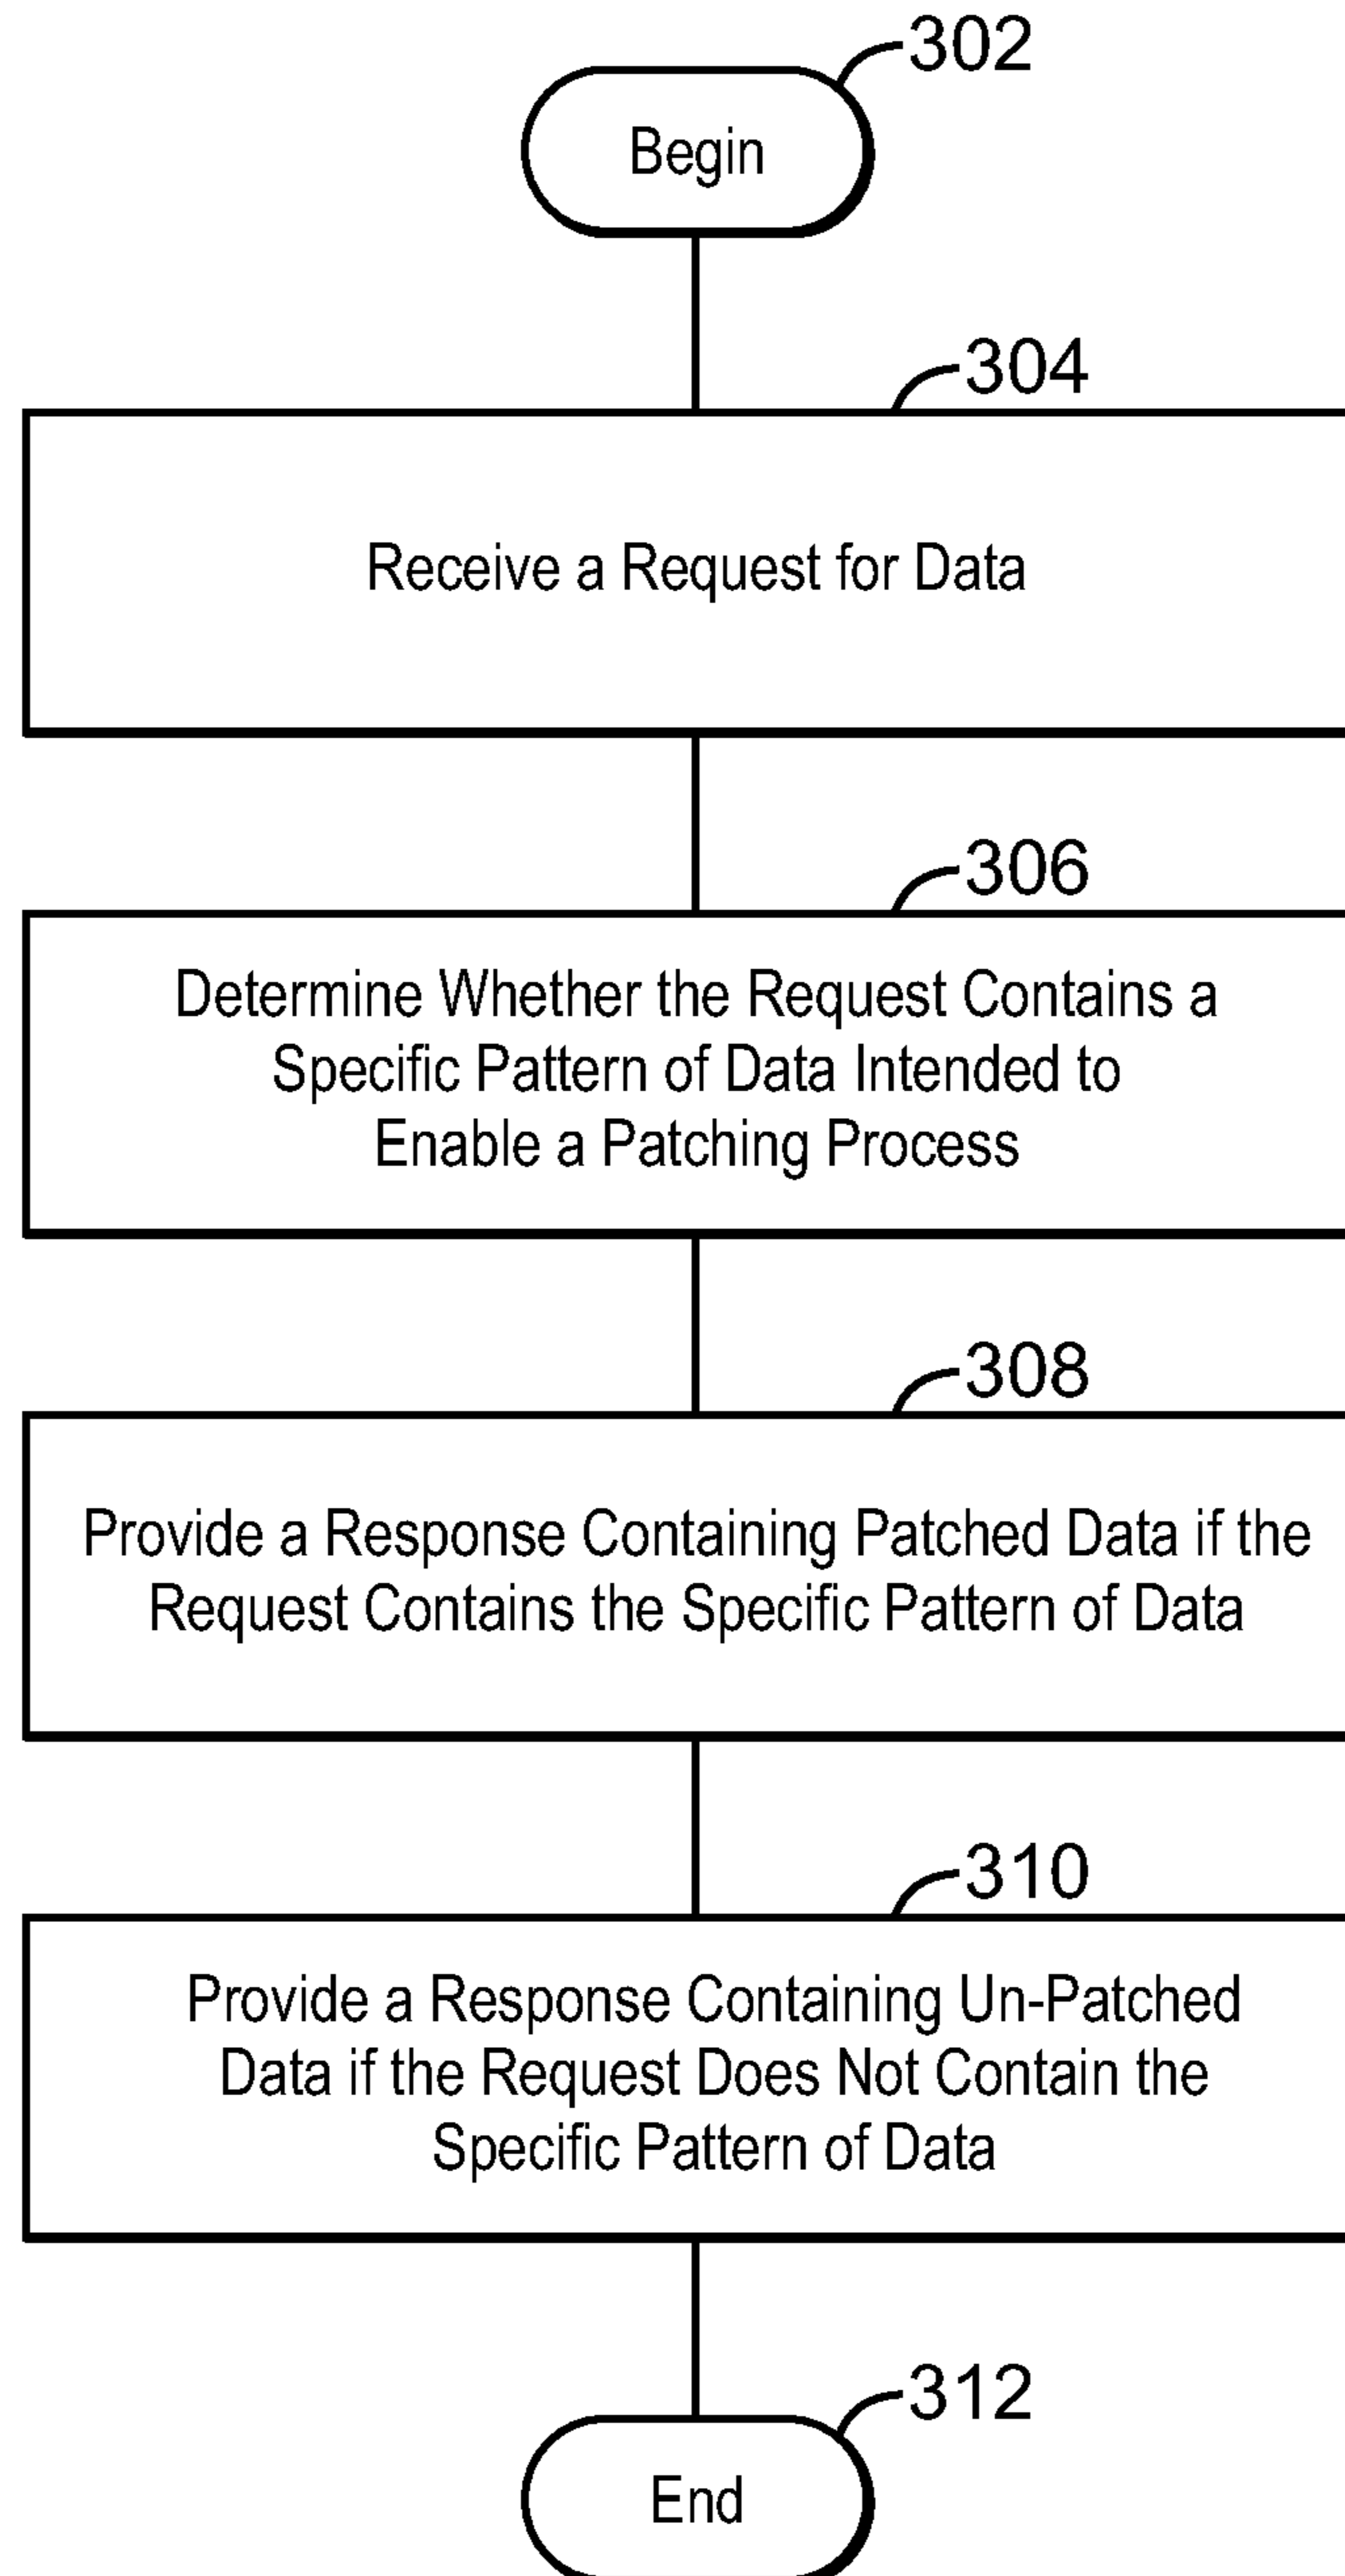 302
Begin
304
Receive a Request for Data
306
Determine Whether the Request Contains a
Specific Pattern of Data Intended to
Enable a Patching Process
308
Provide a Response Containing Patched Data if the
Request Contains the Specific Pattern of Data
310
Provide a Response Containing Un-Patched
Data if the Request Does Not Contain the
Specific Pattern of Data
312
End